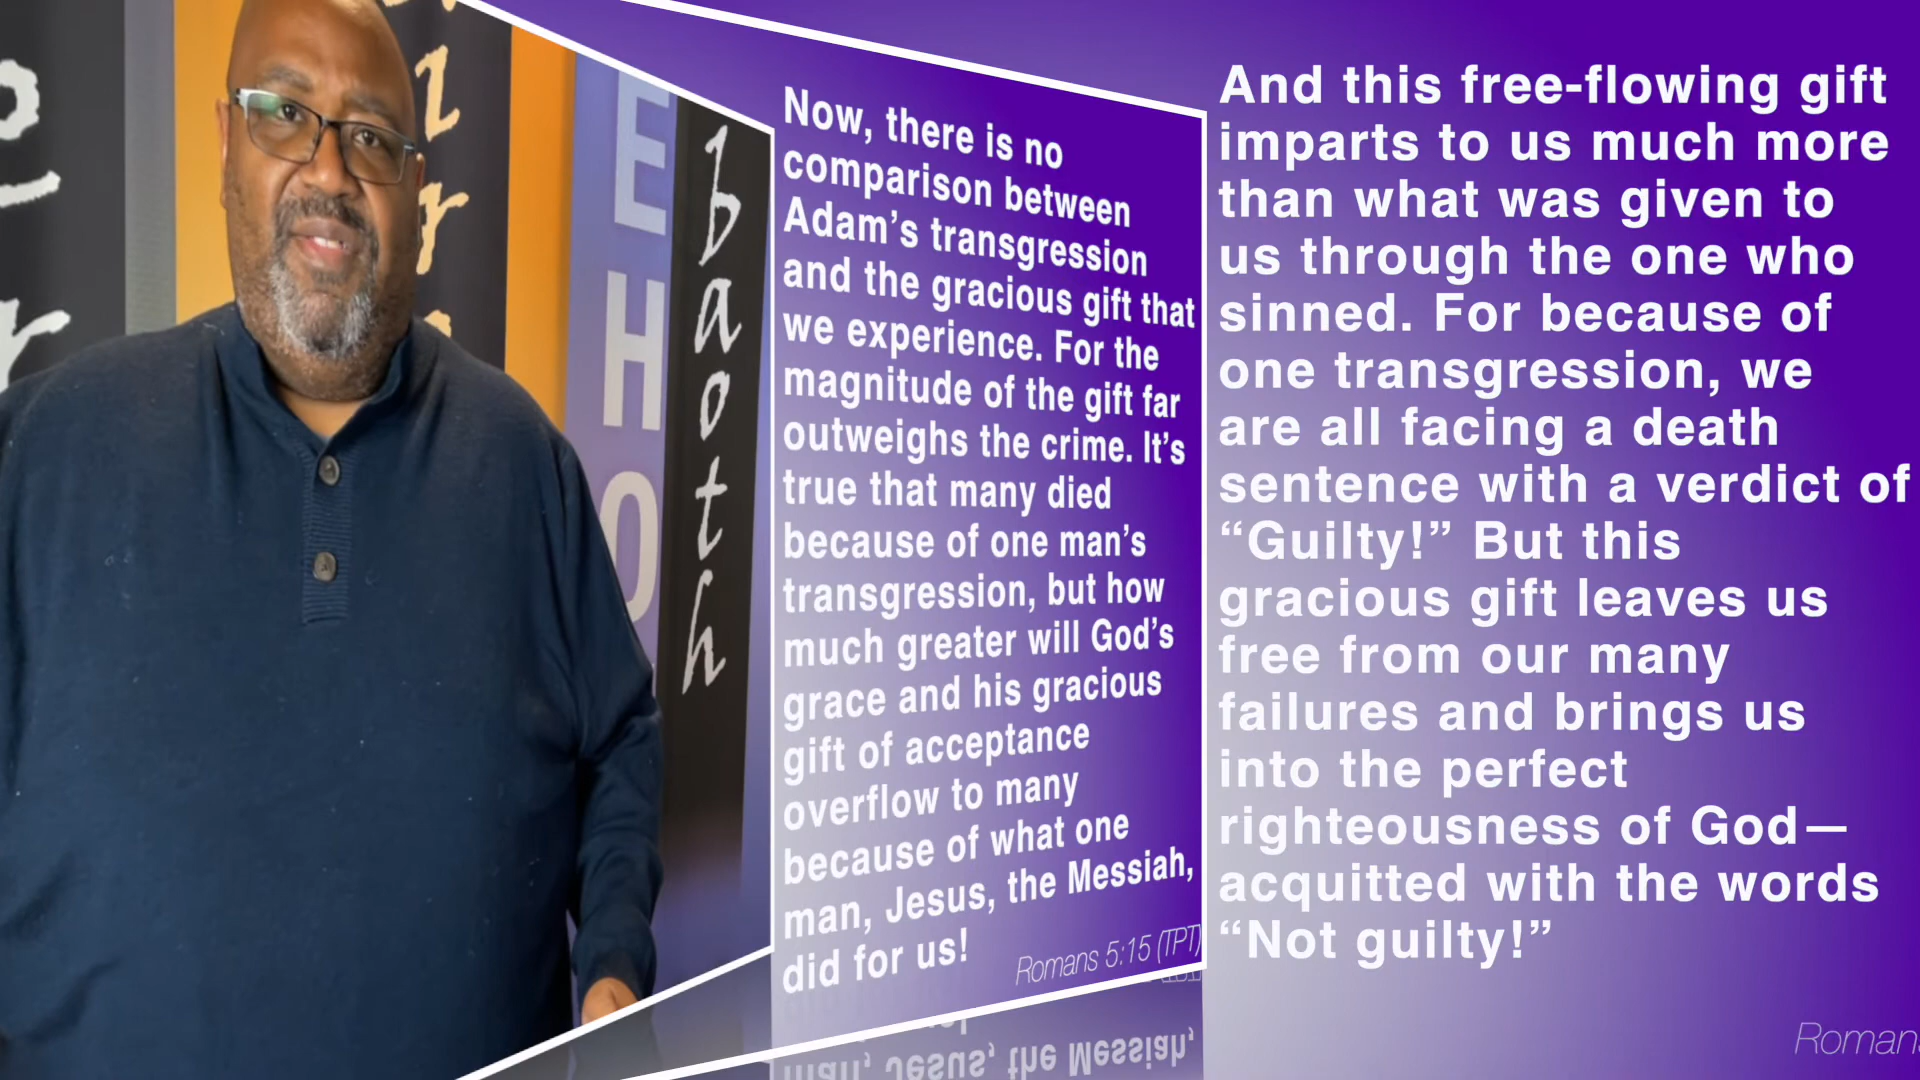 EHO
baoth
Now, there is no
comparison between
Adam’s transgression
and the gracious gift that
we experience. For the
magnitude of the gift far
outweighs the crime. It’s
true that many died
because of one man’s
transgression, but how
much greater will God’s
grace and his gracious
gift of acceptance
overflow to many
because of what one
man, Jesus, the Messiah,
did for us!
Romans 5:15 (TPT)
And this free-flowing gift
imparts to us much more
than what was given to
us through the one who
sinned. For because of
one transgression, we
are all facing a death
sentence with a verdict of
“Guilty!” But this
gracious gift leaves us
free from our many
failures and brings us
into the perfect
righteousness of God—
acquitted with the words
“Not guilty!”
Romans